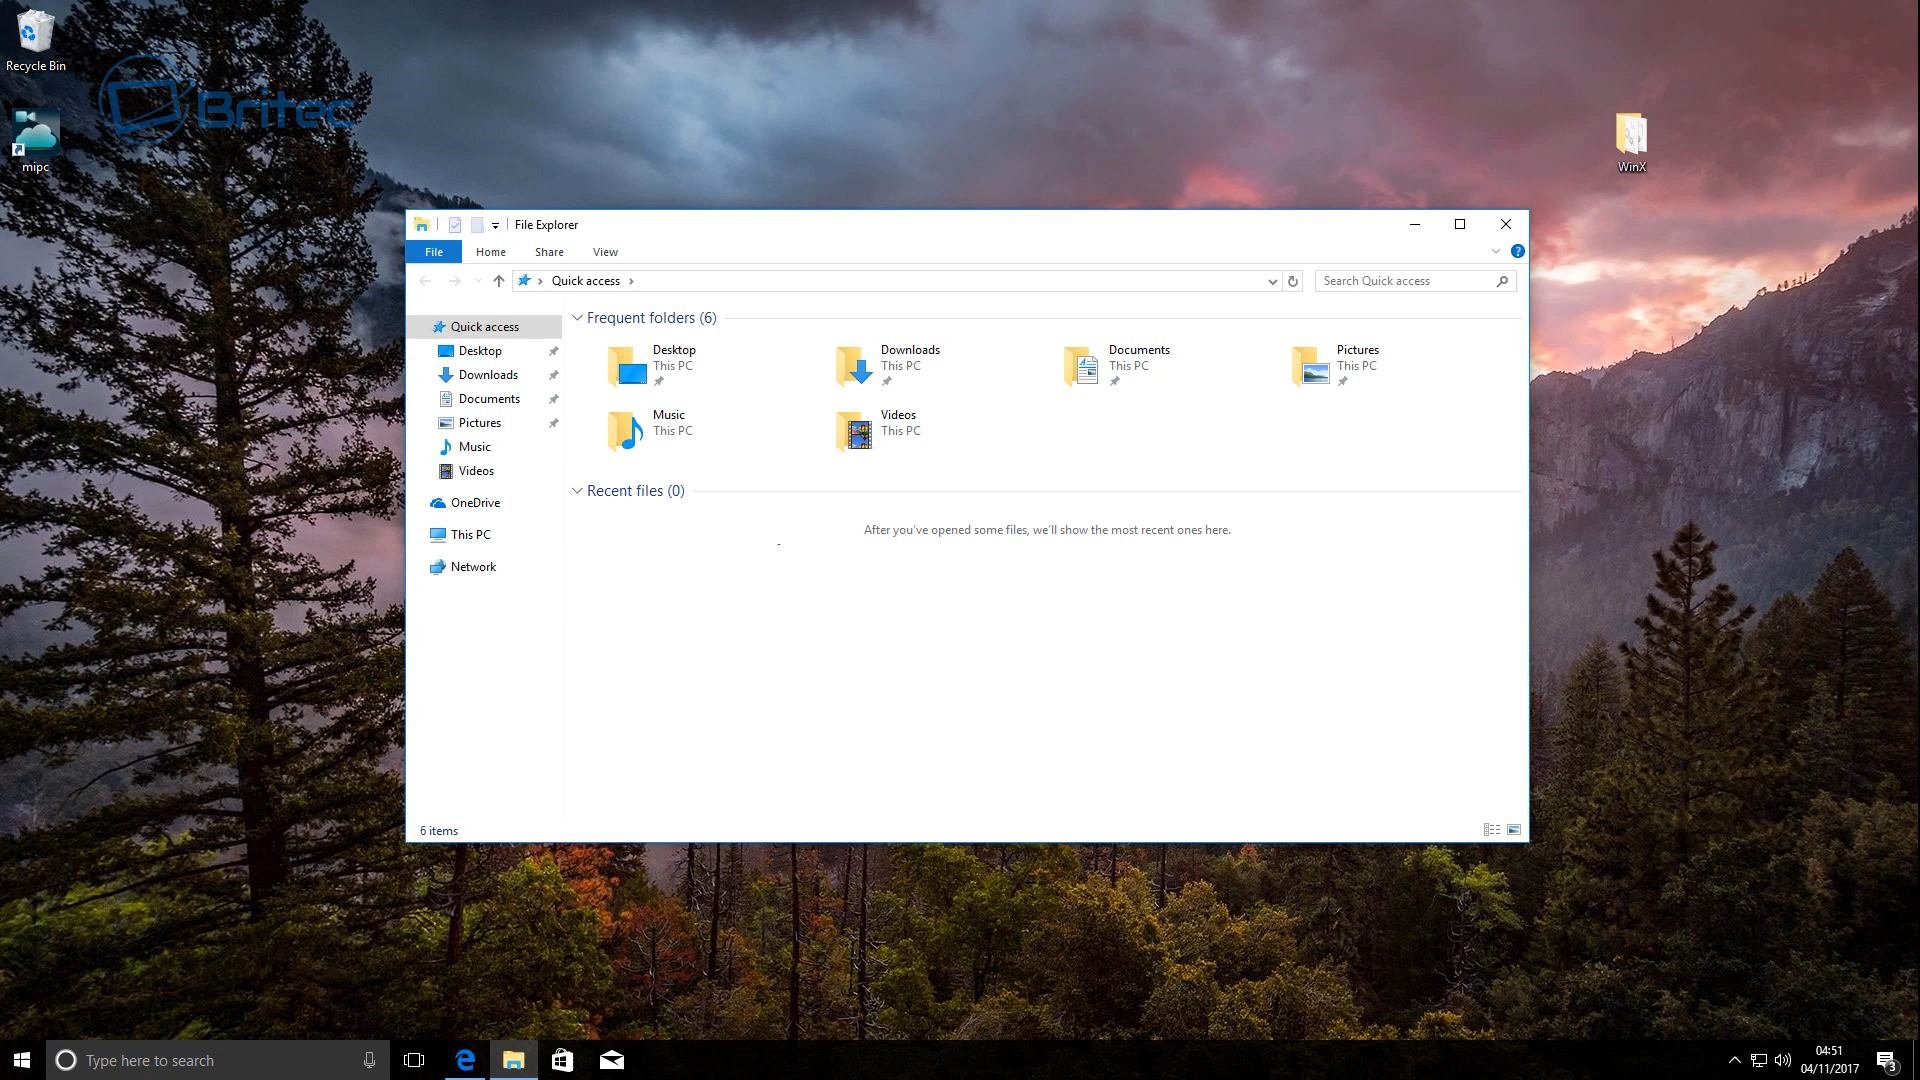 Recycle Bin
Britec
mipc
WinX
File Explorer
File
Home
Share
View
?
Quick access
Search Quick access
Quick access
Desktop
Downloads
Documents
Pictures
Music
Videos
OneDrive
This PC
Network
Frequent folders (6)
Desktop
This PC
Downloads
This PC
Documents
This PC
Pictures
This PC
Music
This PC
Videos
This PC
Recent files (0)
After you've opened some files, we'll show the most recent ones here.
6 items
Type here to search
04:51
04/11/2017
3